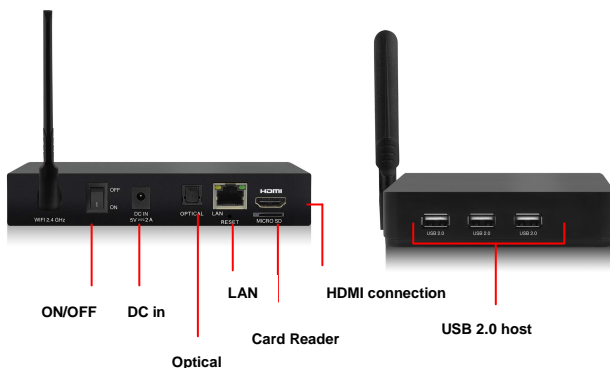 OFF
ON
WIFI 2.4 GHz
DC IN
5V⎓2A
OPTICAL
LAN
RESET
HDMI
MICRO SD
USB 2.0
USB 2.0
USB 2.0
ON/OFF
DC in
Optical
LAN
Card Reader
HDMI connection
USB 2.0 host